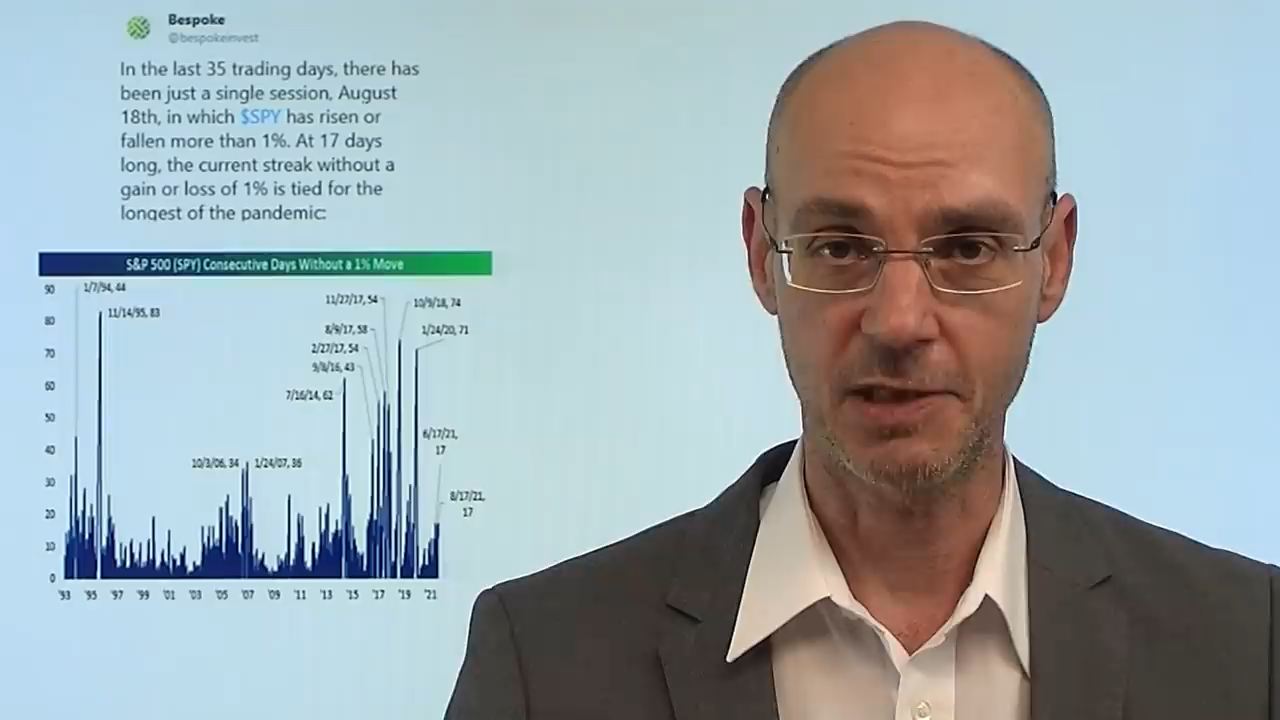 Bespoke
@bespokeinvest
In the last 35 trading days, there has
been just a single session, August
18th, in which $SPY has risen or
fallen more than 1%. At 17 days
long, the current streak without a
gain or loss of 1% is tied for the
longest of the pandemic:
S&P 500 (SPY) Consecutive Days Without a 1% Move
90
80
70
60
50
40
30
20
10
0
1/7/94, 44
11/14/95, 83
11/27/17, 54
10/9/18, 74
8/9/17, 58
1/24/20, 71
2/27/17, 54
9/8/16, 43
7/16/14, 62
6/17/21,
17
10/3/06, 34
1/24/07, 36
8/17/21,
17
'93 '95 '97 '99 '01 '03 '05 '07 '09 '11 '13 '15 '17 '19 '21